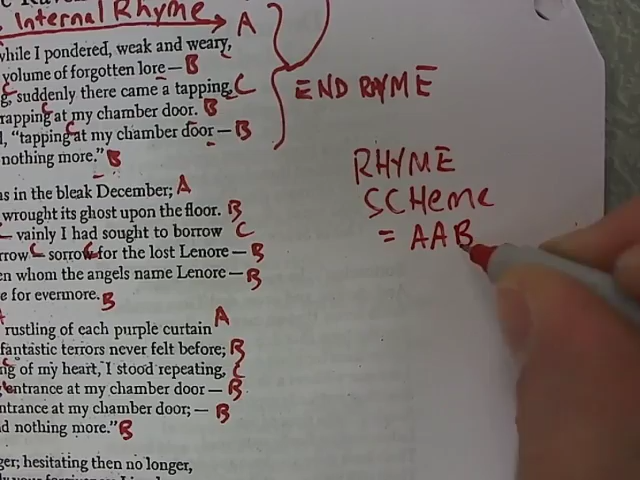 Internal Rhyme A
while I pondered, weak and weary,
volume of forgotten lore — B
suddenly there came a tapping, C
rapping at my chamber door. B
"tapping at my chamber door — B
nothing more." B
END RHYME
RHYME
SCHEME
= AAB
in the bleak December; A
wrought its ghost upon the floor. B
vainly I had sought to borrow C
sorrow for the lost Lenore — B
whom the angels name Lenore — B
for evermore. B
rustling of each purple curtain A
fantastic terrors never felt before; B
of my heart, I stood repeating, C
entrance at my chamber door — B
entrance at my chamber door; — B
nothing more." B
hesitating then no longer,